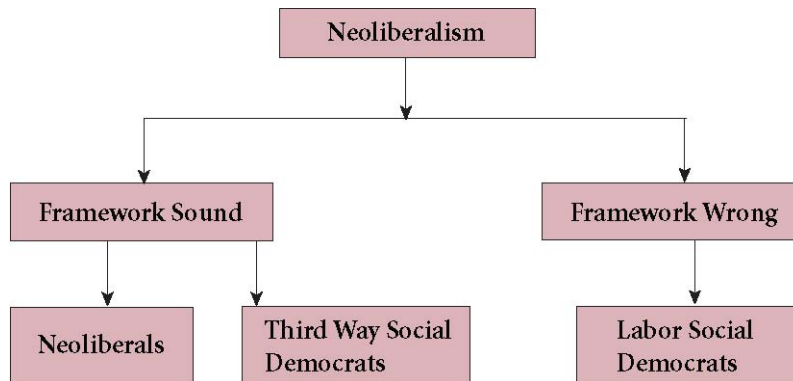 Neoliberalism
Framework Sound
Framework Wrong
Neoliberals
Third Way Social
Democrats
Labor Social
Democrats